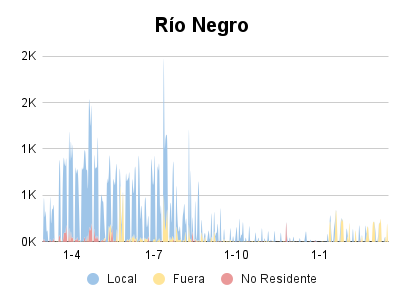 Río Negro
2K
2K
1K
1K
0K
1-4 1-7 1-10 1-1
Local Fuera No Residente